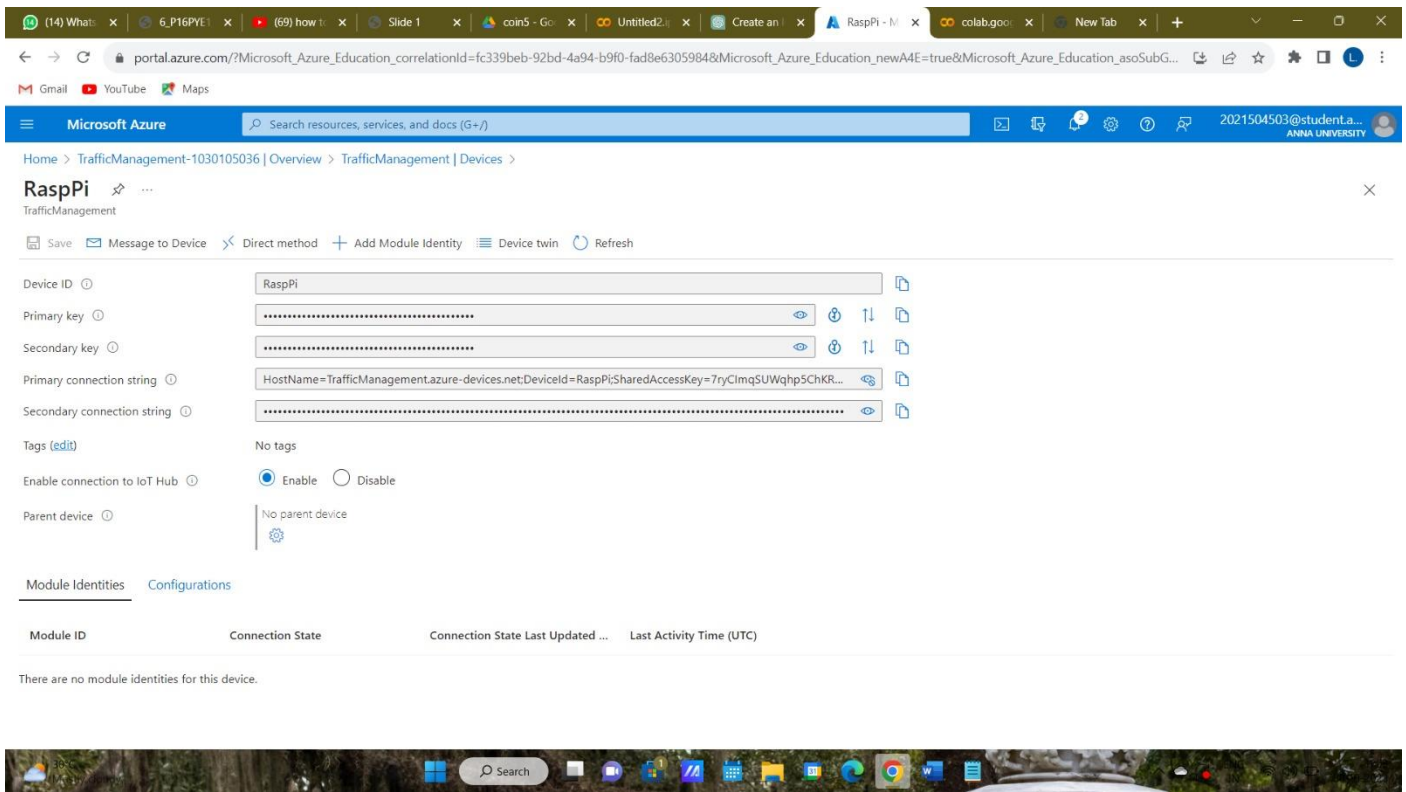 (14) Whats
6_P16PYE1
(69) how to
Slide 1
coin5 - Goo
Untitled2.i
Create an I
RaspPi - M
colab.goog
New Tab
portal.azure.com/?Microsoft_Azure_Education_correlationId=fc339beb-92bd-4a94-b9f0-fad8e6305984&Microsoft_Azure_Education_newA4E=true&Microsoft_Azure_Education_asoSubG...
L
Gmail YouTube Maps
Microsoft Azure
Search resources, services, and docs (G+/)
2
2021504503@student.a...
ANNA UNIVERSITY
Home > TrafficManagement-1030105036 | Overview > TrafficManagement | Devices >
RaspPi ...
TrafficManagement
Save Message to Device Direct method Add Module Identity Device twin Refresh
Device ID RaspPi
Primary key
Secondary key
Primary connection string HostName=TrafficManagement.azure-devices.net;DeviceId=RaspPi;SharedAccessKey=7ryCImqSUWqhp5ChKR...
Secondary connection string
Tags (edit) No tags
Enable connection to IoT Hub Enable Disable
Parent device No parent device
Module Identities Configurations
Module ID Connection State Connection State Last Updated ... Last Activity Time (UTC)
There are no module identities for this device.
Search